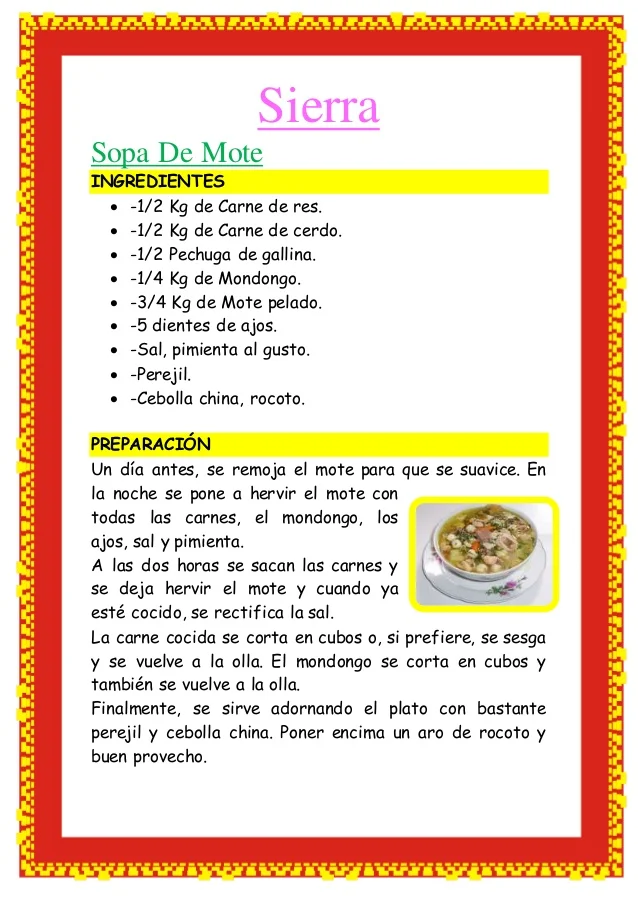 Sierra
Sopa De Mote
INGREDIENTES
• -1/2 Kg de Carne de res.
• -1/2 Kg de Carne de cerdo.
• -1/2 Pechuga de gallina.
• -1/4 Kg de Mondongo.
• -3/4 Kg de Mote pelado.
• -5 dientes de ajos.
• -Sal, pimienta al gusto.
• -Perejil.
• -Cebolla china, rocoto.
PREPARACIÓN
Un día antes, se remoja el mote para que se suavice. En
la noche se pone a hervir el mote con
todas las carnes, el mondongo, los
ajos, sal y pimienta.
A las dos horas se sacan las carnes y
se deja hervir el mote y cuando ya
esté cocido, se rectifica la sal.
La carne cocida se corta en cubos o, si prefiere, se sesga
y se vuelve a la olla. El mondongo se corta en cubos y
también se vuelve a la olla.
Finalmente, se sirve adornando el plato con bastante
perejil y cebolla china. Poner encima un aro de rocoto y
buen provecho.